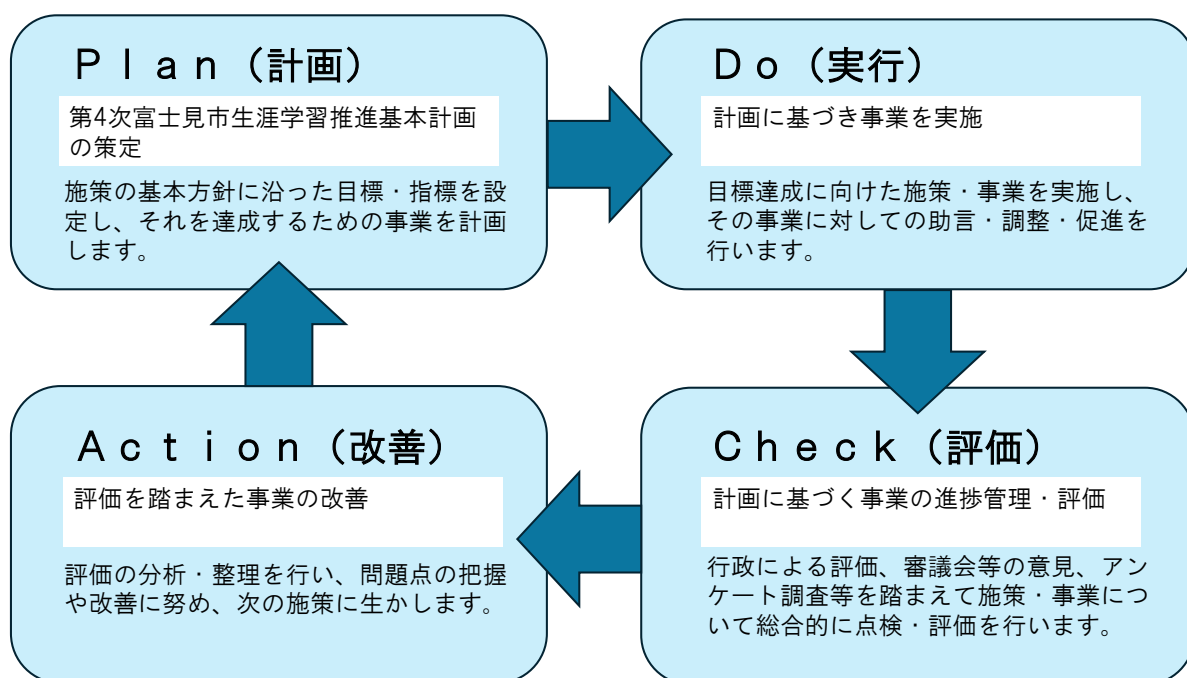 Plan(計画)
第4次富士見市生涯学習推進基本計画
の策定
施策の基本方針に沿った目標・指標を設
定し、それを達成するための事業を計画
します。
Do(実行)
計画に基づき事業を実施
目標達成に向けた施策・事業を実施し、
その事業に対しての助言・調整・促進を
行います。
Action(改善)
評価を踏まえた事業の改善
評価の分析・整理を行い、問題点の把握
や改善に努め、次の施策に生かします。
Check(評価)
計画に基づく事業の進捗管理・評価
行政による評価、審議会等の意見、アン
ケート調査等を踏まえて施策・事業につ
いて総合的に点検・評価を行います。